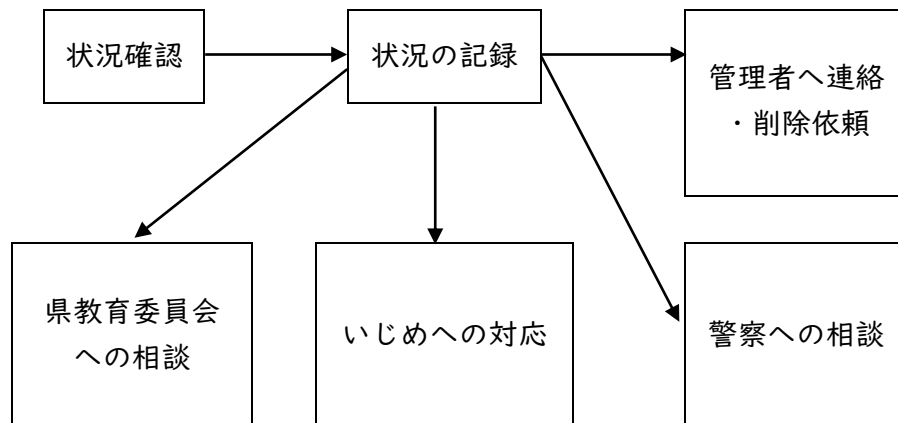 状況確認
状況の記録
管理者へ連絡
・削除依頼
県教育委員会
への相談
いじめへの対応
警察への相談